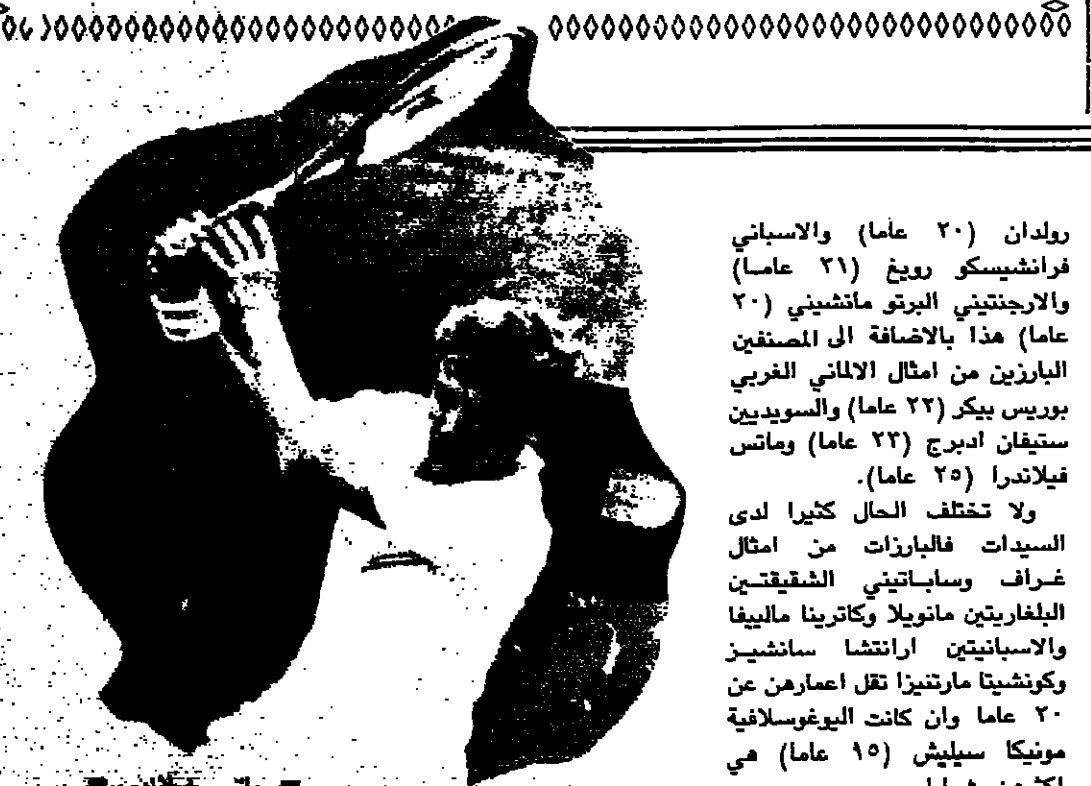 رولدان (٢٠ عاما) والاسباني
فرانشيسكو رويغ (٢١ عاما)
والارجنتيني البرتو مانشيني (٢٠
عاما) هذا بالاضافة الى المصنفين
البارزين من امثال الالماني الغربي
بوريس بيكر (٢٢ عاما) والسويديين
ستيفان ادبرج (٢٣ عاما) وماتس
فيلاندرا (٢٥ عاما).
ولا تختلف الحال كثيرا لدى
السيدات فالبارزات من امثال
غراف وساباتيني الشقيقتين
البلغاريتين مانويلا وكاترينا مالييفا
والاسبانيتين ارانتشا سانشيز
وكونشيتا مارتنيزا تقل اعمارهن عن
٢٠ عاما وان كانت اليوغوسلافية
مونيكا سيليش (١٥ عاما) هي